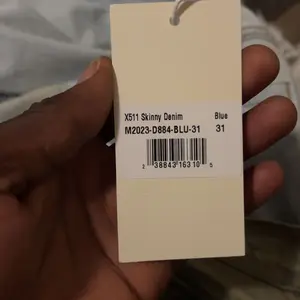 X511 Skinny Denim Blue
M2023-D884-BLU-31 31
2 38843 16310 5